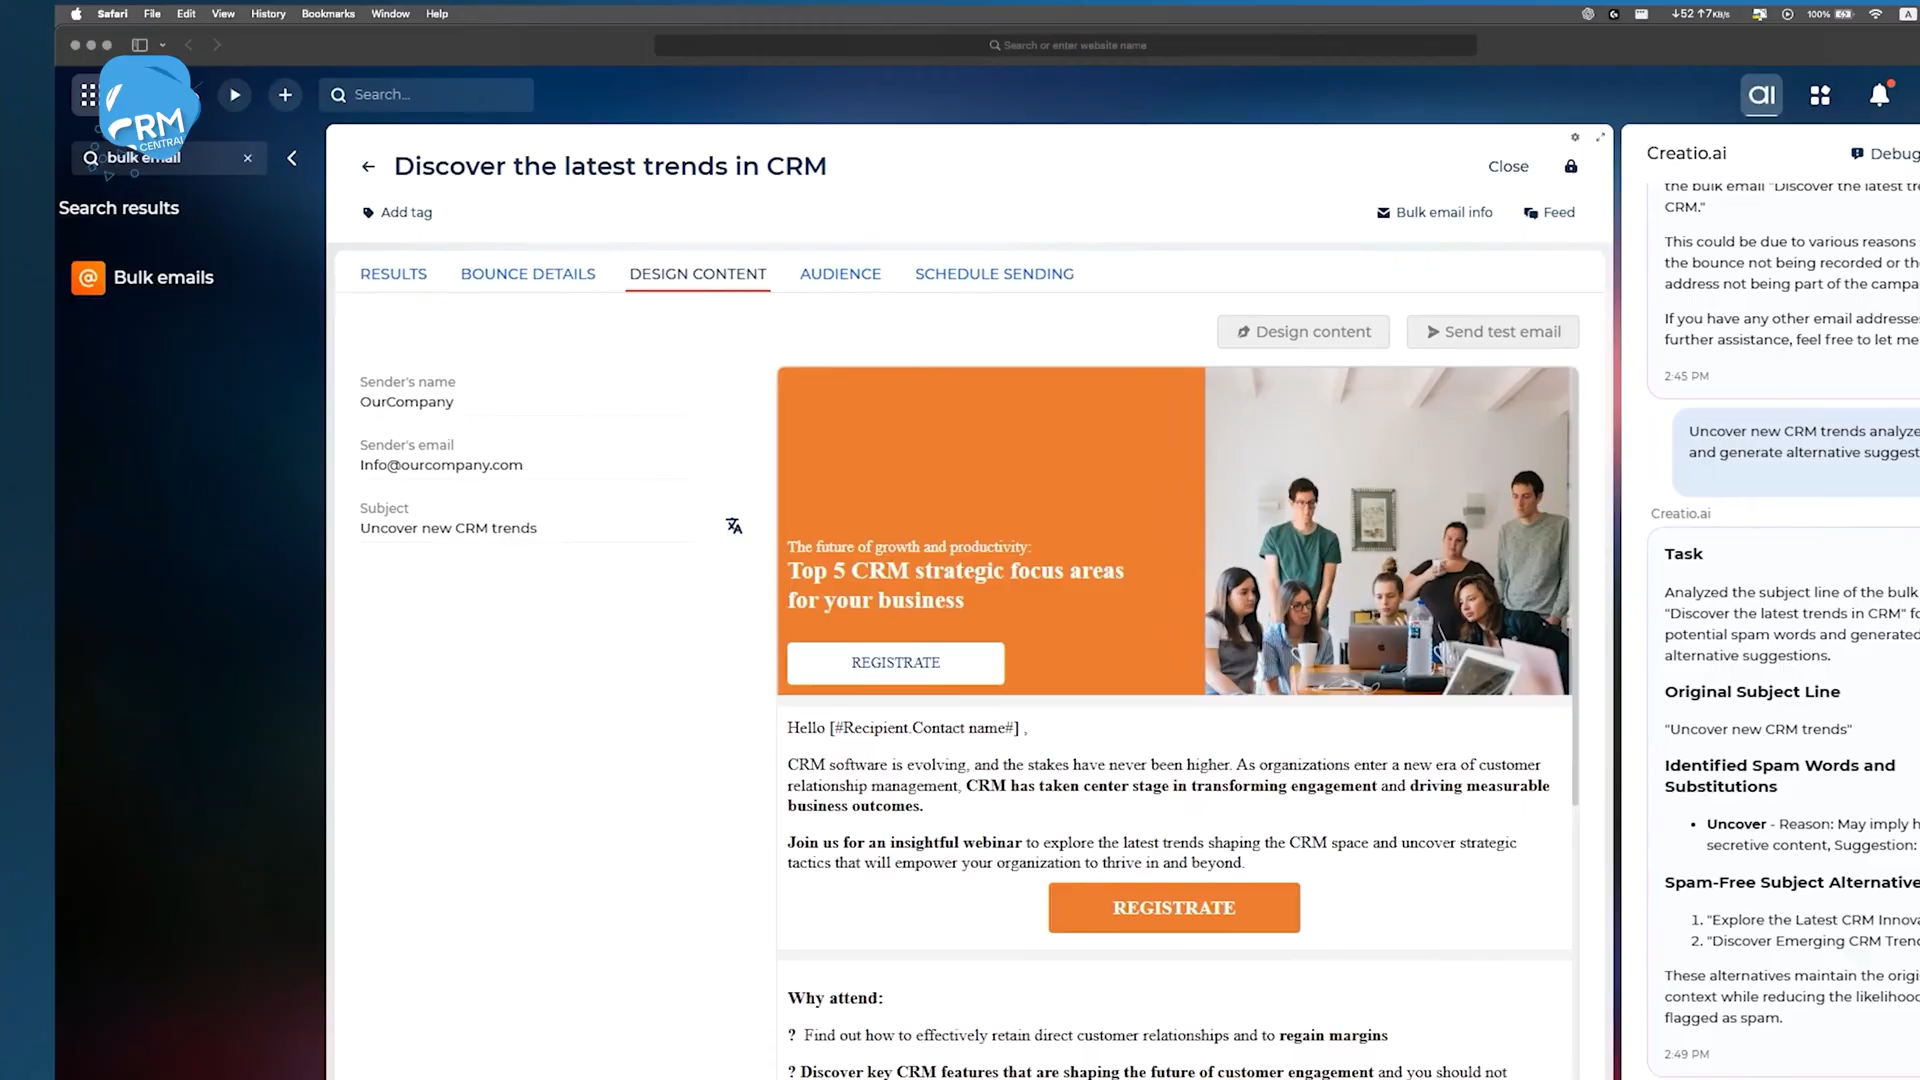 Safari File Edit View History Bookmarks Window Help
↓52 ↑7KB/s 100% A
Search or enter website name
CRM
CENTRAL
Search...
ai
bulk email
Search results
Bulk emails
Discover the latest trends in CRM
Close
Add tag
Bulk email info
Feed
RESULTS
BOUNCE DETAILS
DESIGN CONTENT
AUDIENCE
SCHEDULE SENDING
Design content
Send test email
Sender's name
OurCompany
Sender's email
Info@ourcompany.com
Subject
Uncover new CRM trends
The future of growth and productivity:
Top 5 CRM strategic focus areas
for your business
REGISTRATE
Hello [#Recipient.Contact name#] ,
CRM software is evolving, and the stakes have never been higher. As organizations enter a new era of customer
relationship management, CRM has taken center stage in transforming engagement and driving measurable
business outcomes.
Join us for an insightful webinar to explore the latest trends shaping the CRM space and uncover strategic
tactics that will empower your organization to thrive in and beyond.
REGISTRATE
Why attend:
? Find out how to effectively retain direct customer relationships and to regain margins
? Discover key CRM features that are shaping the future of customer engagement and you should not
Creatio.ai
Debug
the bulk email "Discover the latest
CRM."
This could be due to various reasons
the bounce not being recorded or the
address not being part of the
If you have any other email
further assistance, feel free to let me
2:45 PM
Uncover new CRM trends
and generate alternative
Creatio.ai
Task
Analyzed the subject line of the bulk
"Discover the latest trends in CRM"
potential spam words and generated
alternative suggestions.
Original Subject Line
"Uncover new CRM trends"
Identified Spam Words and
Substitutions
• Uncover - Reason: May imply
secretive content, Suggestion:
Spam-Free Subject
1. "Explore the Latest CRM
2. "Discover Emerging CRM
These alternatives maintain the
context while reducing the
flagged as spam.
2:49 PM